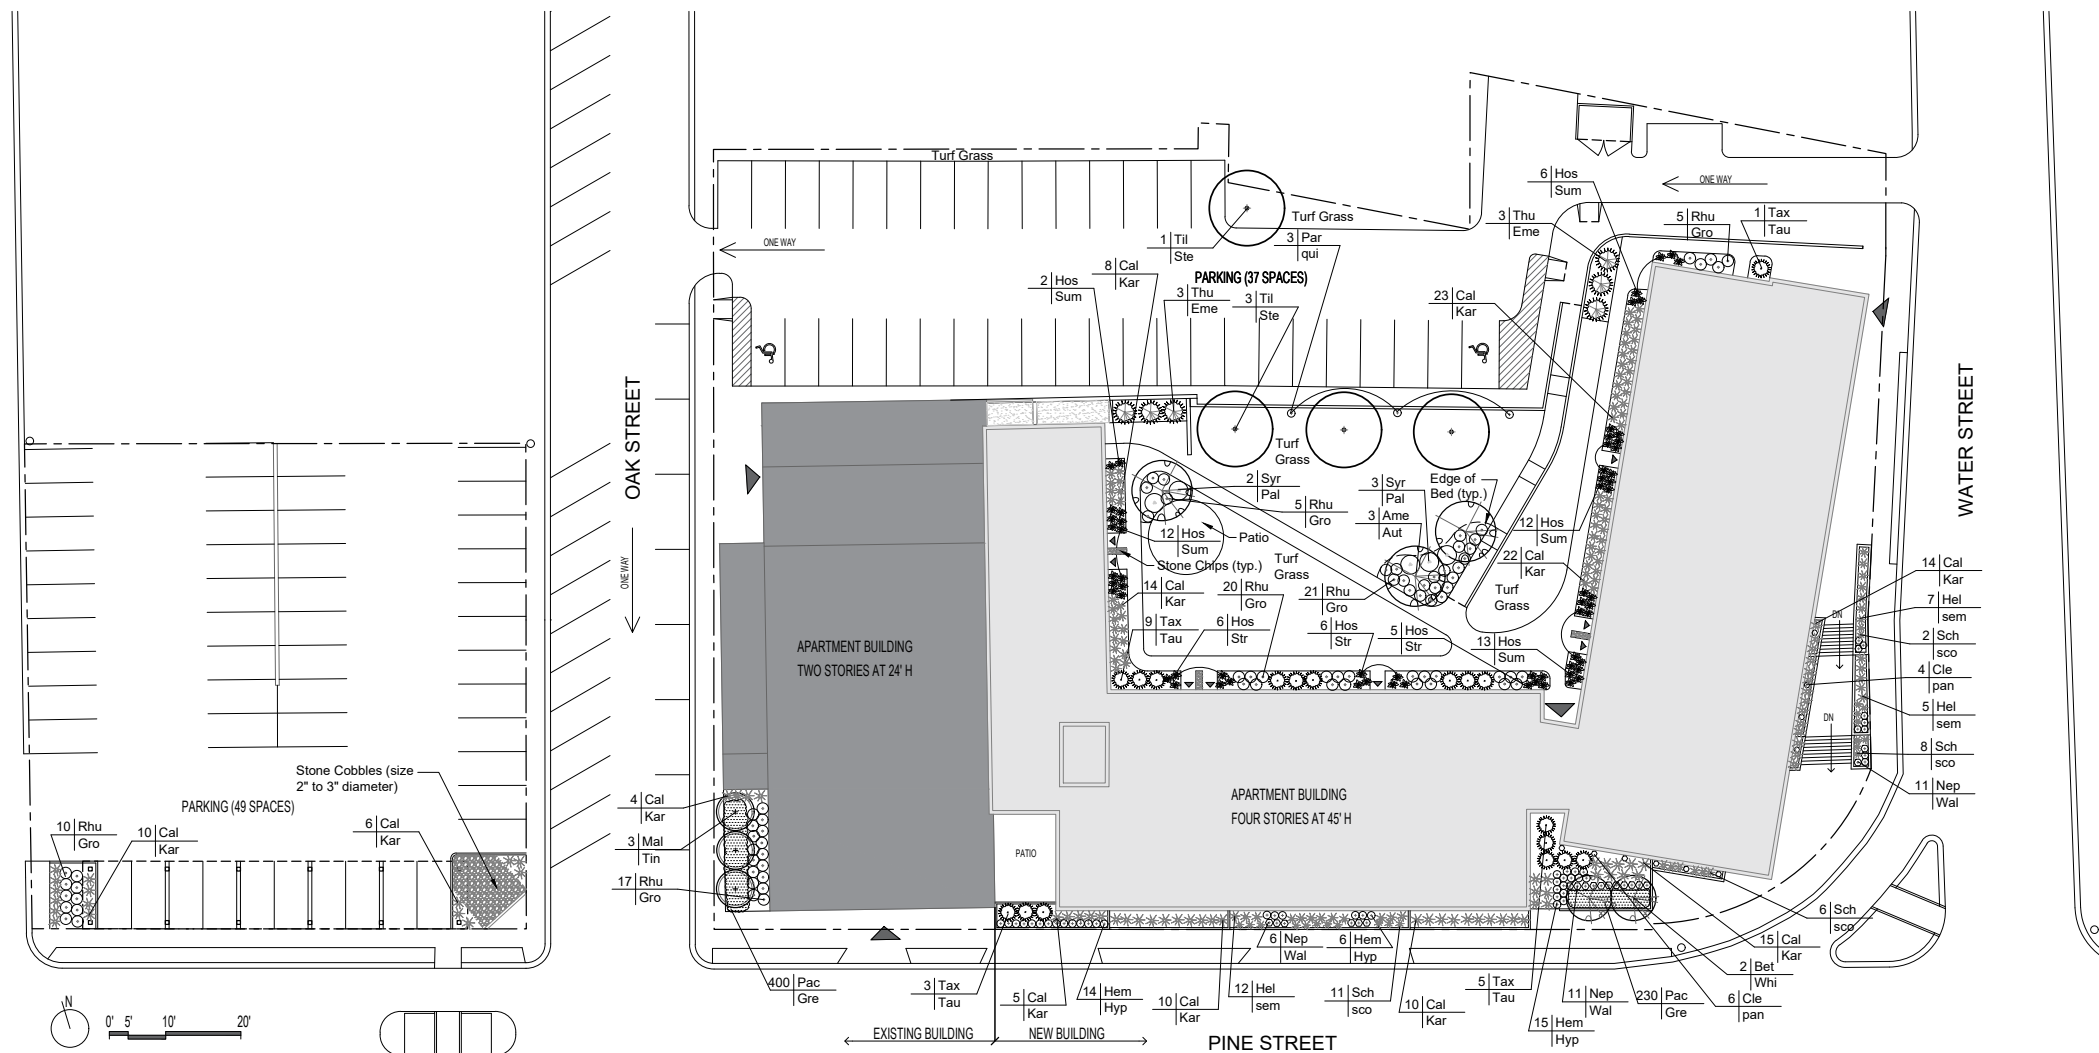 Turf Grass
6 Hos
Sum
ONE WAY
3 Thu
Eme
5 Rhu
Gro
1 Tax
Tau
Turf Grass
ONE WAY
1 Til
Ste
3 Par
qui
2 Hos
Sum
8 Cal
Kar
PARKING (37 SPACES)
3 Thu
Eme
3 Til
Ste
23 Cal
Kar
OAK STREET
ONE WAY
WATER STREET
Turf
Grass
2 Syr
Pal
3 Syr
Pal
Edge of
Bed (typ.)
5 Rhu
Gro
3 Ame
Aut
12 Hos
Sum
Patio
12 Hos
Sum
Stone Chips (typ.)
Turf
Grass
22 Cal
Kar
14 Cal
Kar
20 Rhu
Gro
21 Rhu
Gro
Turf
Grass
14 Cal
Kar
7 Hel
sem
DN
9 Tax
Tau
6 Hos
Str
6 Hos
Str
5 Hos
Str
13 Hos
Sum
2 Sch
sco
4 Cle
pan
5 Hel
sem
DN
8 Sch
sco
11 Nep
Wal
APARTMENT BUILDING
TWO STORIES AT 24' H
APARTMENT BUILDING
FOUR STORIES AT 45' H
Stone Cobbles (size
2" to 3" diameter)
PARKING (49 SPACES)
10 Rhu
Gro
10 Cal
Kar
6 Cal
Kar
4 Cal
Kar
3 Mal
Tin
17 Rhu
Gro
PATIO
400 Pac
Gre
3 Tax
Tau
5 Cal
Kar
14 Hem
Hyp
10 Cal
Kar
12 Hel
sem
6 Nep
Wal
6 Hem
Hyp
11 Sch
sco
10 Cal
Kar
5 Tax
Tau
15 Hem
Hyp
11 Nep
Wal
230 Pac
Gre
6 Cle
pan
2 Bet
Whi
15 Cal
Kar
6 Sch
sco
N
0' 5' 10' 20'
EXISTING BUILDING
NEW BUILDING
PINE STREET